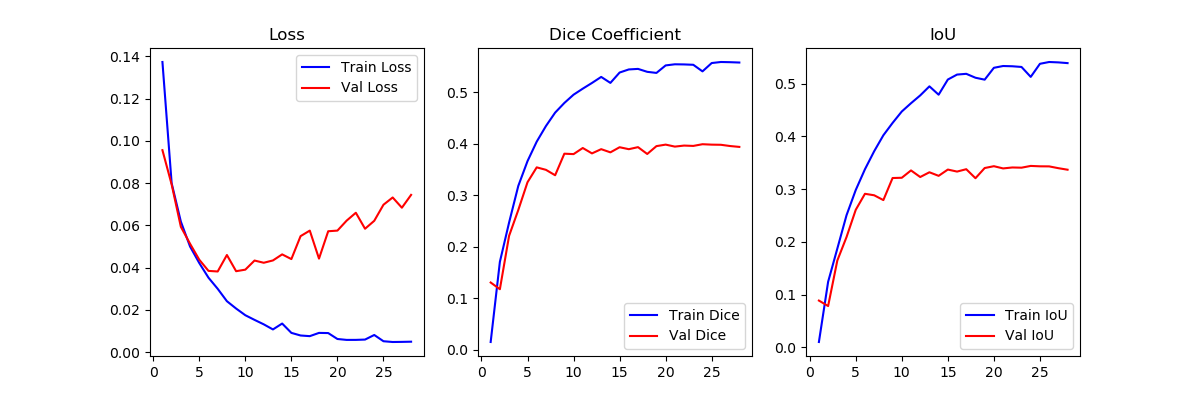 Loss
0.14
0.12
0.10
0.08
0.06
0.04
0.02
0.00
0 5 10 15 20 25
Train Loss
Val Loss
Dice Coefficient
0.5
0.4
0.3
0.2
0.1
0.0
0 5 10 15 20 25
Train Dice
Val Dice
IoU
0.5
0.4
0.3
0.2
0.1
0.0
0 5 10 15 20 25
Train IoU
Val IoU